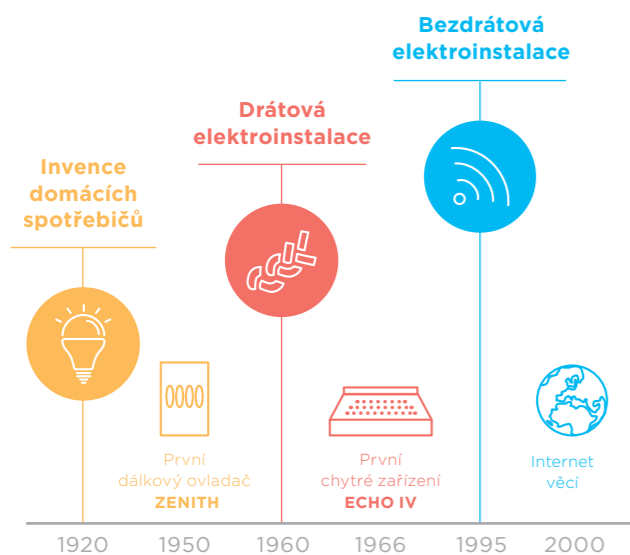 Bezdrátová
elektroinstalace
Drátová
elektroinstalace
Invence
domácích
spotřebičů
První
dálkový ovladač
ZENITH
První
chytré zařízení
ECHO IV
Internet
věcí
1920
1950
1960
1966
1995
2000